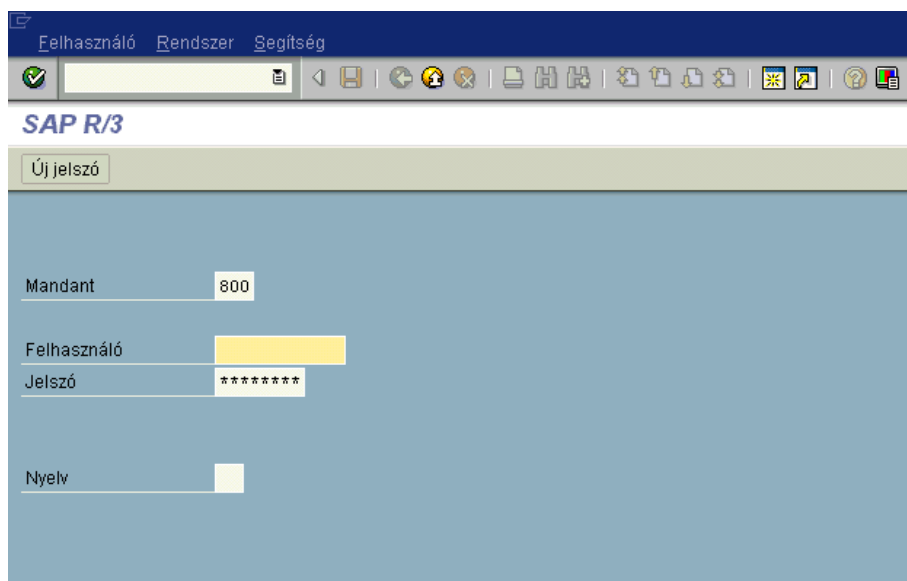 Felhasználó Rendszer Segítség
SAP R/3
Új jelszó
Mandant 800
Felhasználó
Jelszó ********
Nyelv